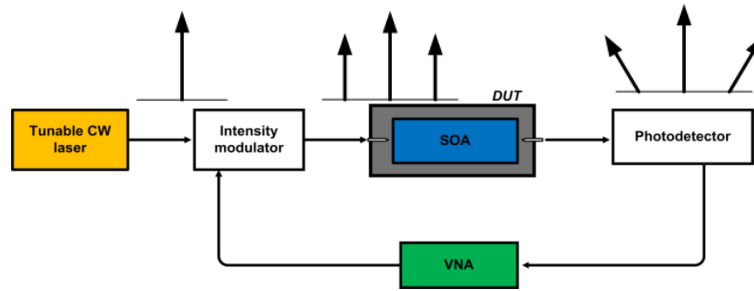 DUT
Tunable CW
laser
Intensity
modulator
SOA
Photodetector
VNA